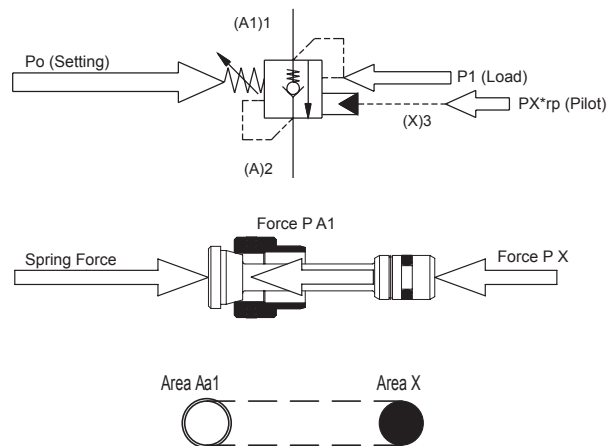 (A1)1
Po (Setting)
P1 (Load)
PX*rp (Pilot)
(X)3
(A)2
Force P A1
Spring Force
Force P X
Area Aa1
Area X